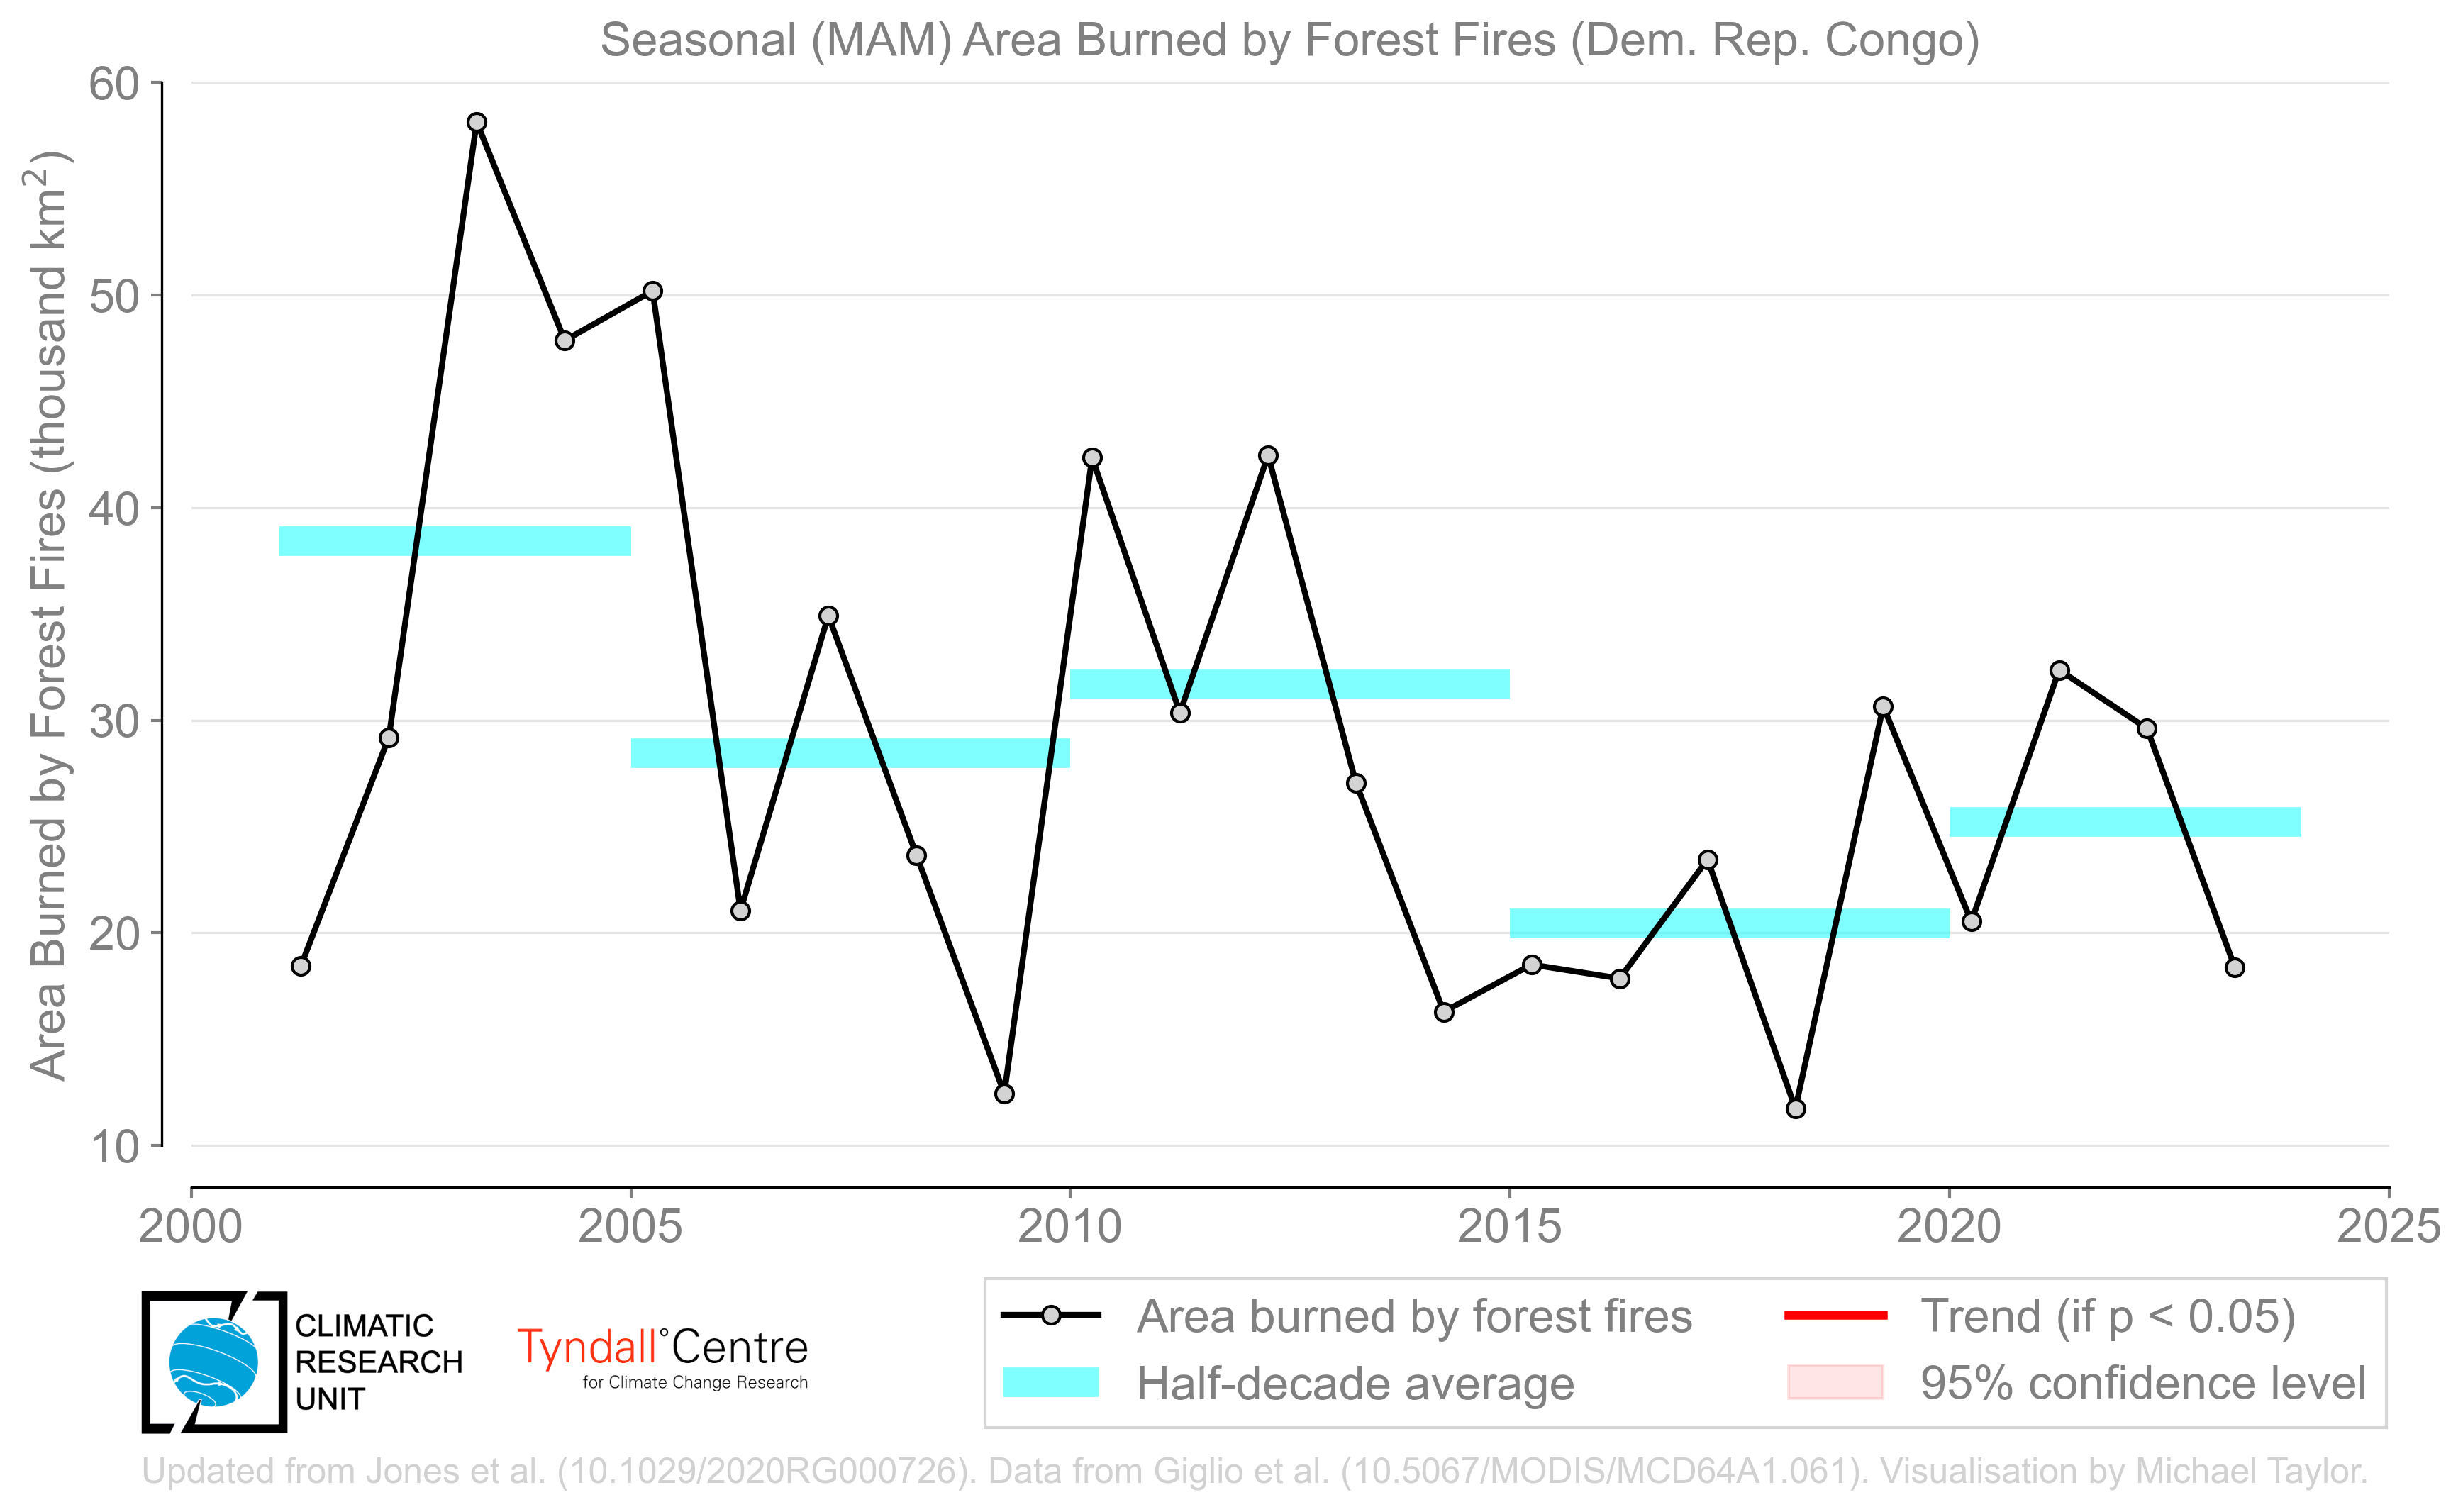 Seasonal (MAM) Area Burned by Forest Fires (Dem. Rep. Congo)
Area Burned by Forest Fires (thousand km²)
60
50
40
30
20
10
2000 2005 2010 2015 2020 2025
CLIMATIC
RESEARCH
UNIT
Tyndall°Centre
for Climate Change Research
Area burned by forest fires
Half-decade average
Trend (if p < 0.05)
95% confidence level
Updated from Jones et al. (10.1029/2020RG000726). Data from Giglio et al. (10.5067/MODIS/MCD64A1.061). Visualisation by Michael Taylor.